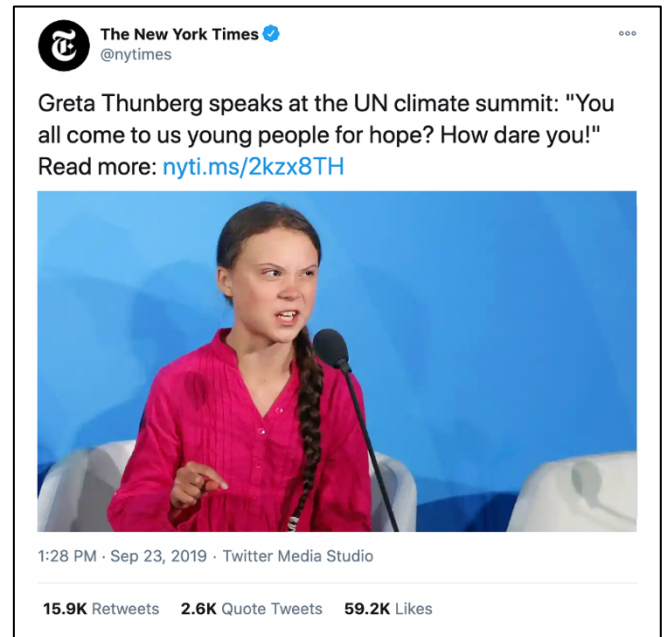 The New York Times
@nytimes
Greta Thunberg speaks at the UN climate summit: "You
all come to us young people for hope? How dare you!"
Read more: nyti.ms/2kzx8TH
1:28 PM · Sep 23, 2019 · Twitter Media Studio
15.9K Retweets 2.6K Quote Tweets 59.2K Likes